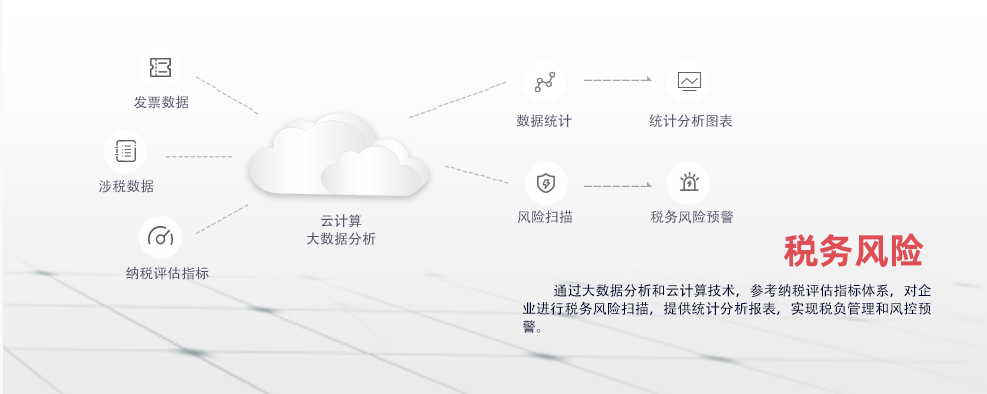 发票数据
涉税数据
纳税评估指标
云计算
大数据分析
数据统计
统计分析图表
风险扫描
税务风险预警
税务风险
通过大数据分析和云计算技术，参考纳税评估指标体系，对企
业进行税务风险扫描，提供统计分析报表，实现税负管理和风控预
警。